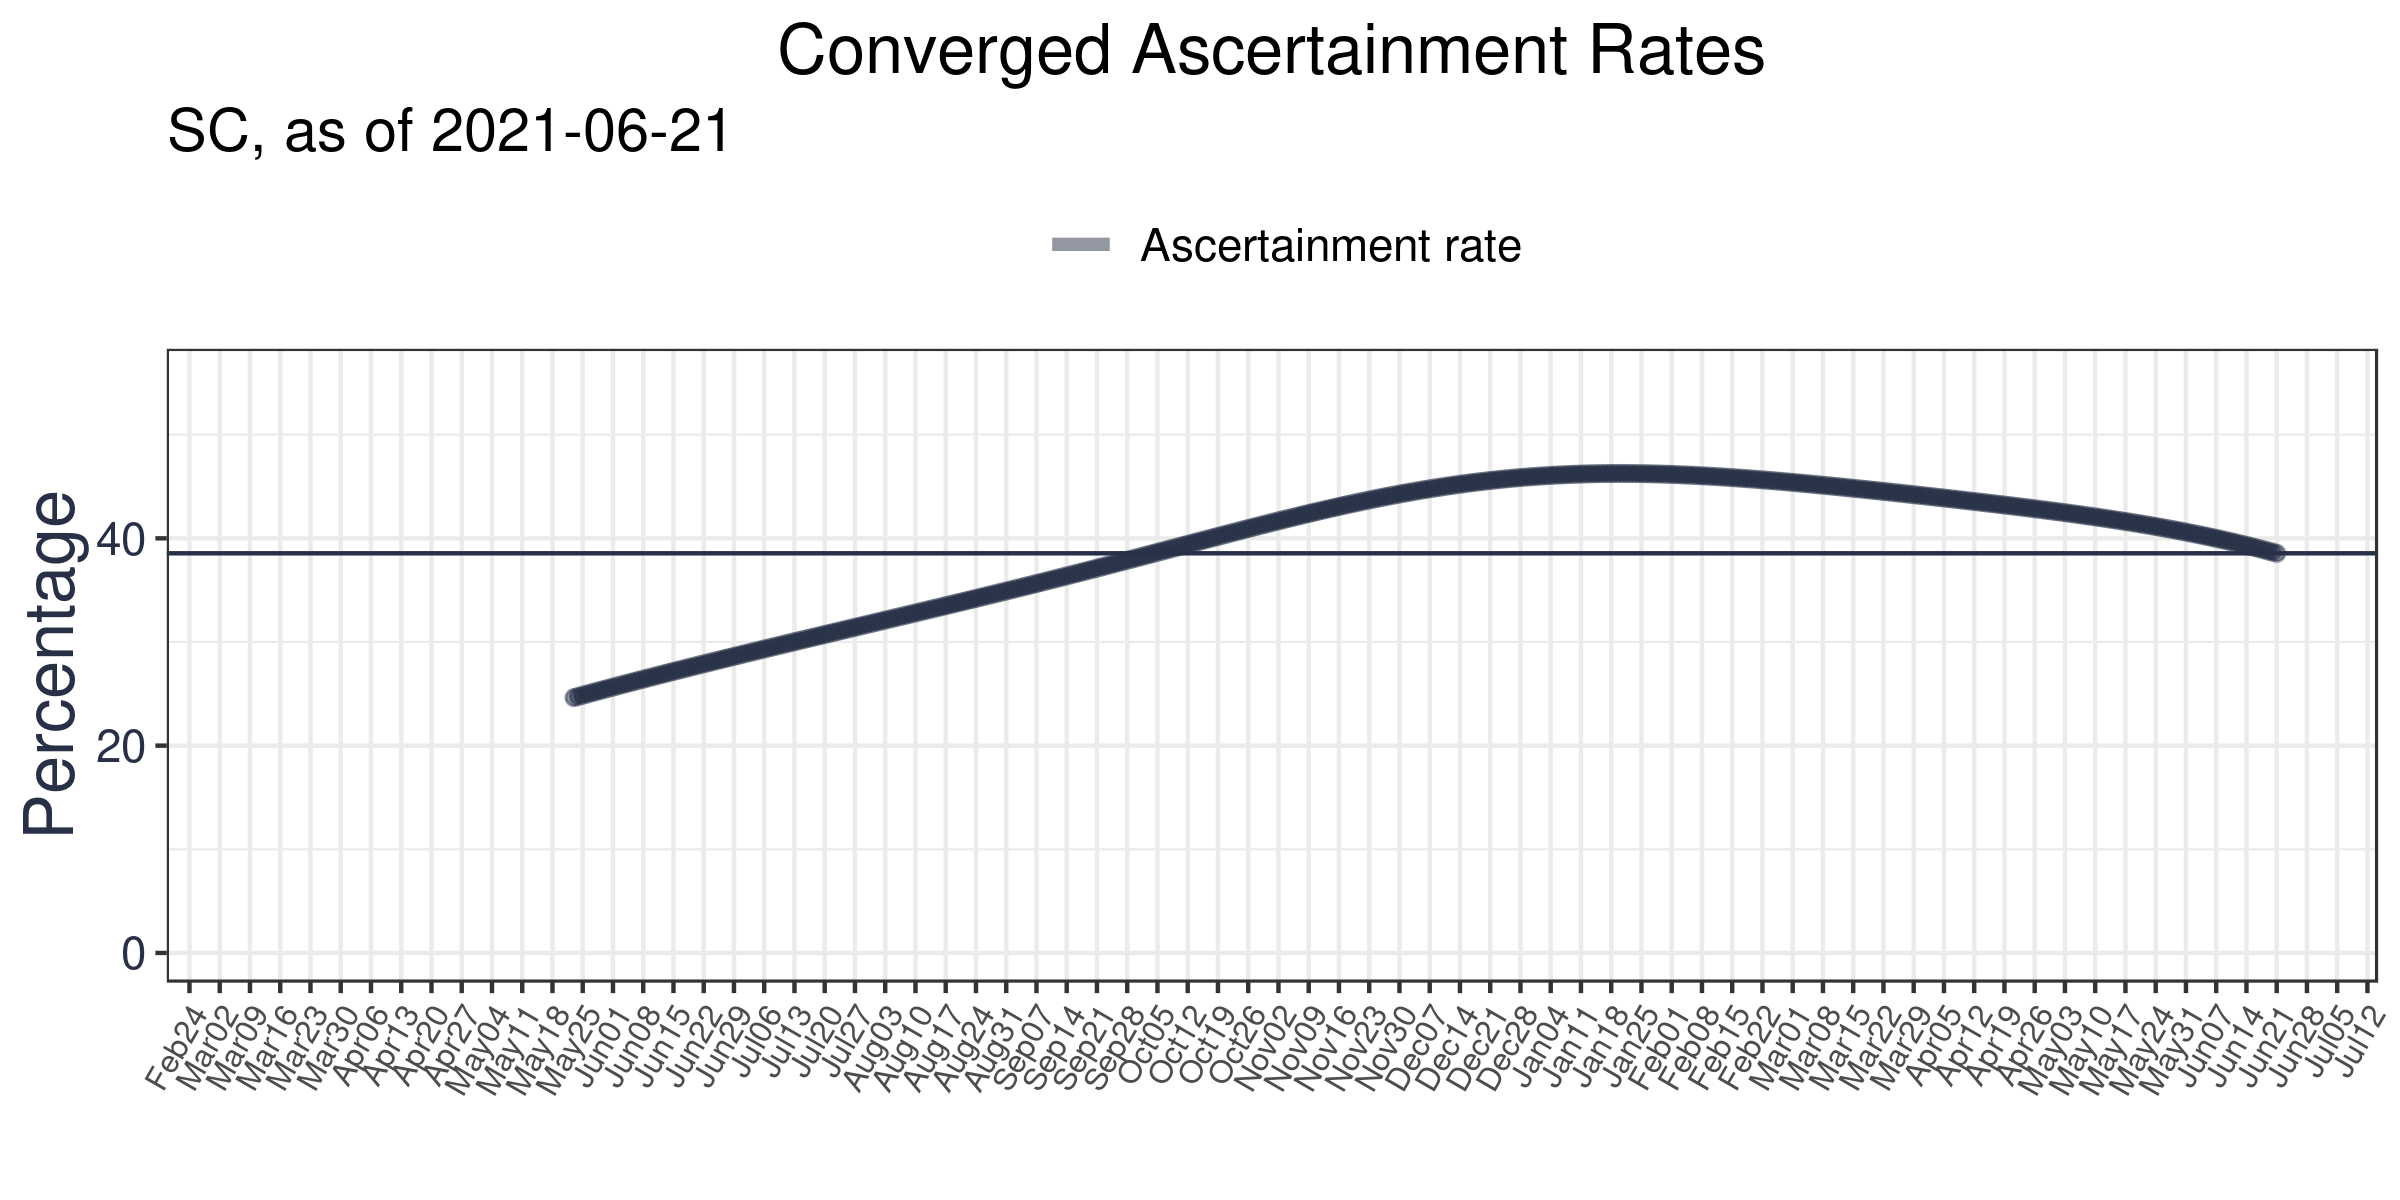 Converged Ascertainment Rates
SC, as of 2021-06-21
Ascertainment rate
Percentage
40
20
0
Feb24
Mar02
Mar09
Mar16
Mar23
Mar30
Apr06
Apr13
Apr20
Apr27
May04
May11
May18
May25
Jun01
Jun08
Jun15
Jun22
Jun29
Jul06
Jul13
Jul20
Jul27
Aug03
Aug10
Aug17
Aug24
Aug31
Sep07
Sep14
Sep21
Sep28
Oct05
Oct12
Oct19
Oct26
Nov02
Nov09
Nov16
Nov23
Nov30
Dec07
Dec14
Dec21
Dec28
Jan04
Jan11
Jan18
Jan25
Feb01
Feb08
Feb15
Feb22
Mar01
Mar08
Mar15
Mar22
Mar29
Apr05
Apr12
Apr19
Apr26
May03
May10
May17
May24
May31
Jun07
Jun14
Jun21
Jun28
Jul05
Jul12